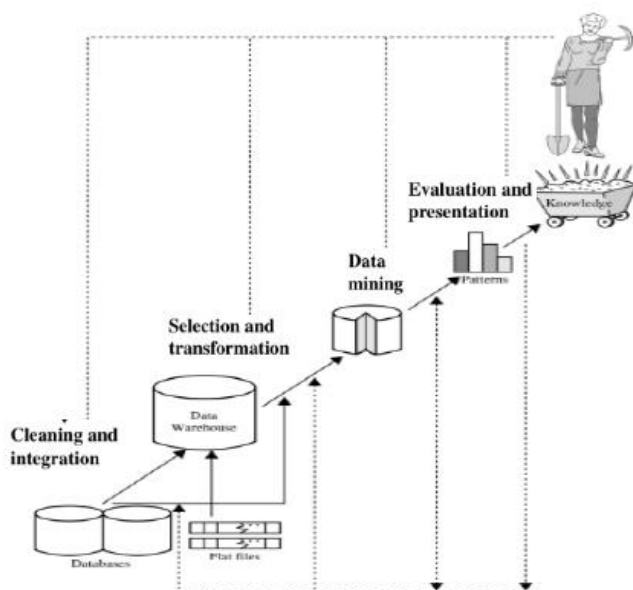 Evaluation and
presentation
Knowledge
Patterns
Data
mining
Selection and
transformation
Data
Warehouse
Cleaning and
integration
Databases
Flat files